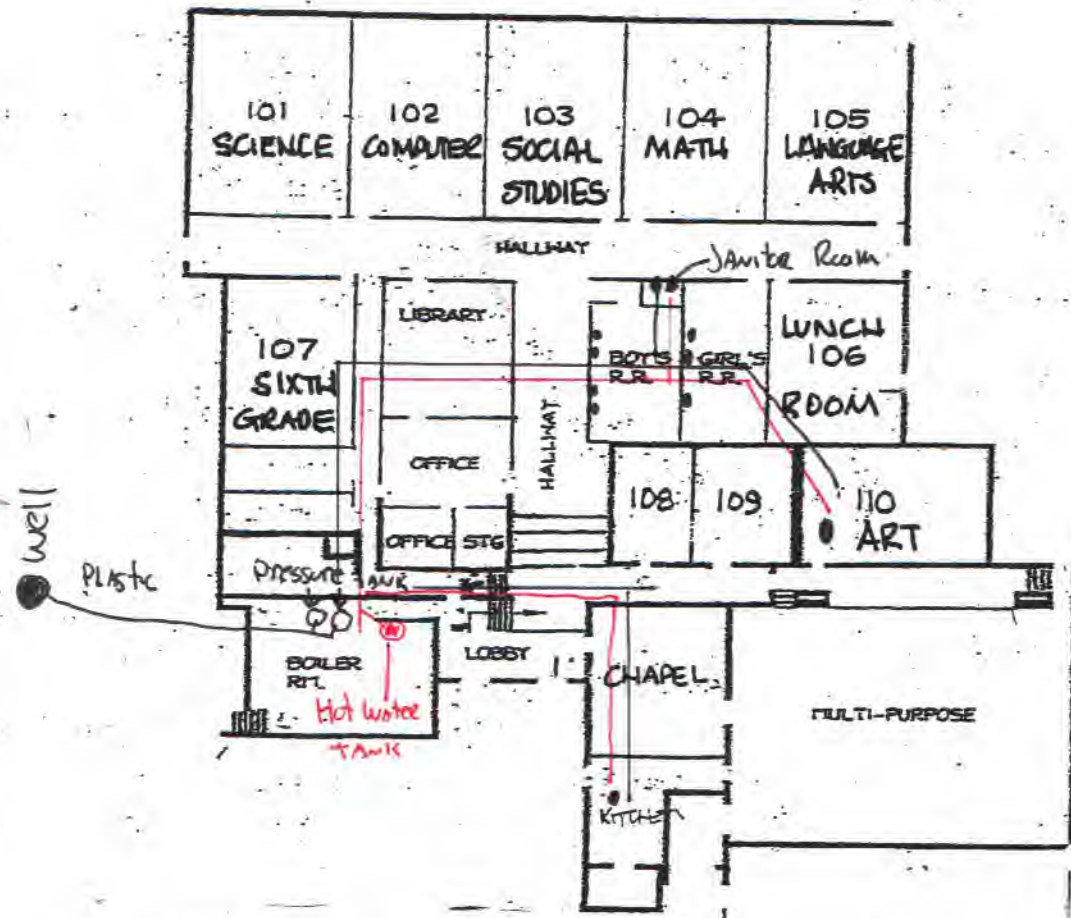 101
SCIENCE
102
COMPUTER
103
SOCIAL
STUDIES
104
MATH
105
LANGUAGE
ARTS
HALLWAY
JANitor Room
LIBRARY
107
SIXTH
GRADE
BOY'S
R.R.
GIRL'S
R.R.
LUNCH
106
ROOM
HALLWAY
OFFICE
108
109
110
ART
OFFICE
STG
well
Plastic
Pressure TANK
BOILER
RM.
LOBBY
CHAPEL
Hot Water
TANK
MULTI-PURPOSE
KITCHEN